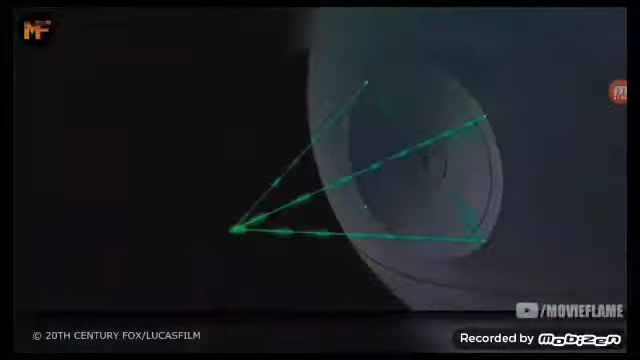 MF
/MOVIEFLAME
© 20TH CENTURY FOX/LUCASFILM
Recorded by MOBIZEN